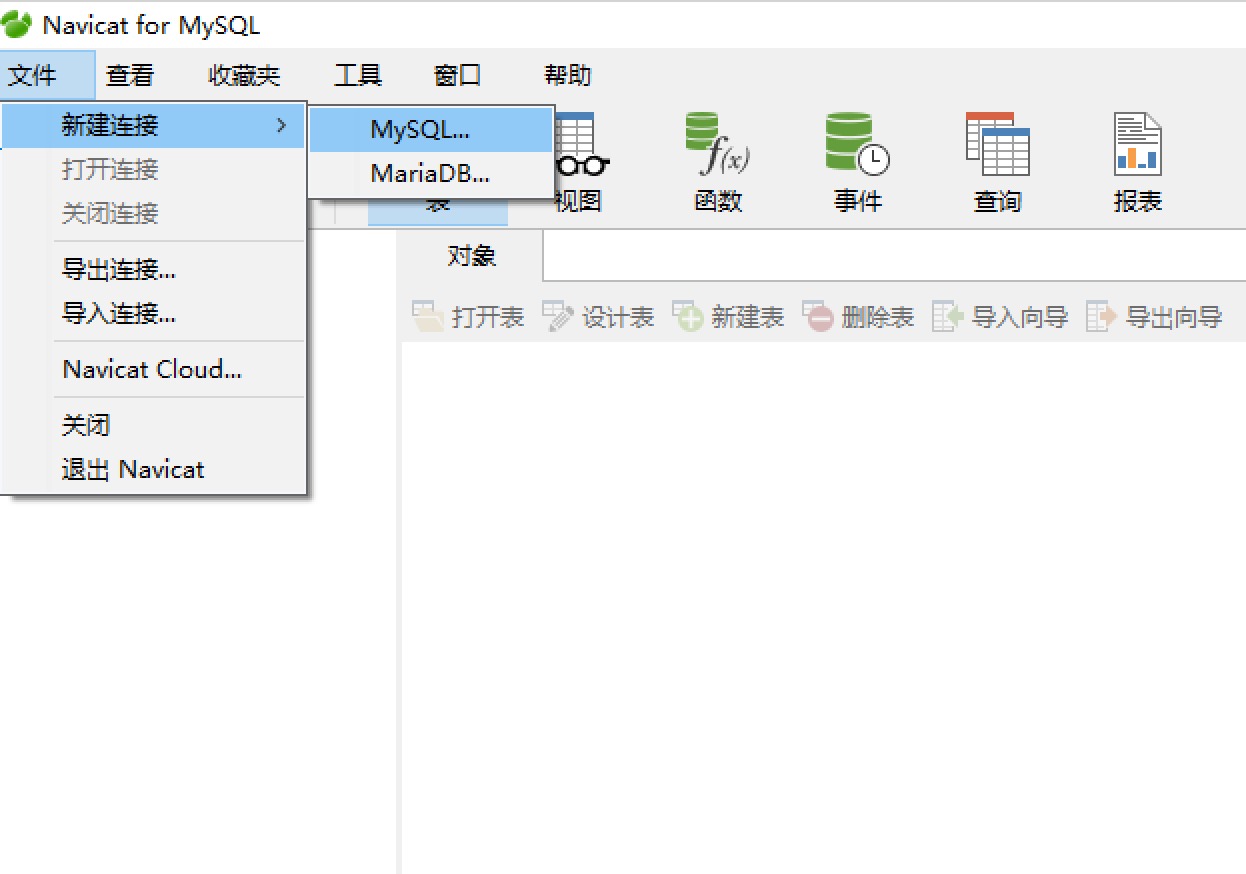 Navicat for MySQL
文件 查看 收藏夹 工具 窗口 帮助
新建连接
打开连接
关闭连接
导出连接...
导入连接...
Navicat Cloud...
关闭
退出 Navicat
MySQL...
MariaDB...
表 视图 函数 事件 查询 报表
对象
打开表 设计表 新建表 删除表 导入向导 导出向导